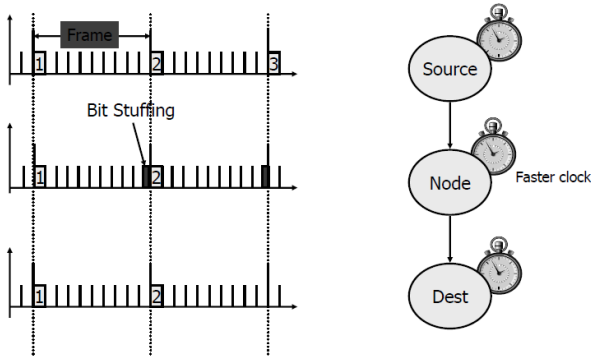 Frame
1 2 3
Source
Bit Stuffing
1 2
Node
Faster clock
1 2
Dest